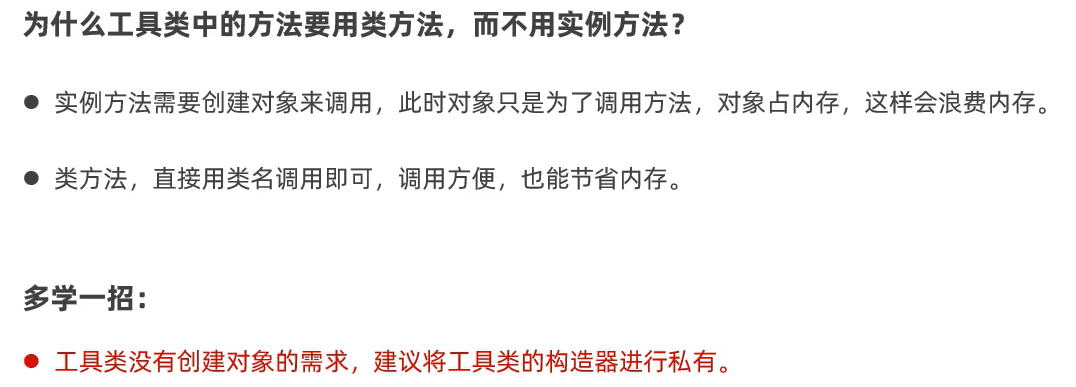 为什么工具类中的方法要用类方法，而不用实例方法？
● 实例方法需要创建对象来调用，此时对象只是为了调用方法，对象占内存，这样会浪费内存。
● 类方法，直接用类名调用即可，调用方便，也能节省内存。
多学一招：
● 工具类没有创建对象的需求，建议将工具类的构造器进行私有。